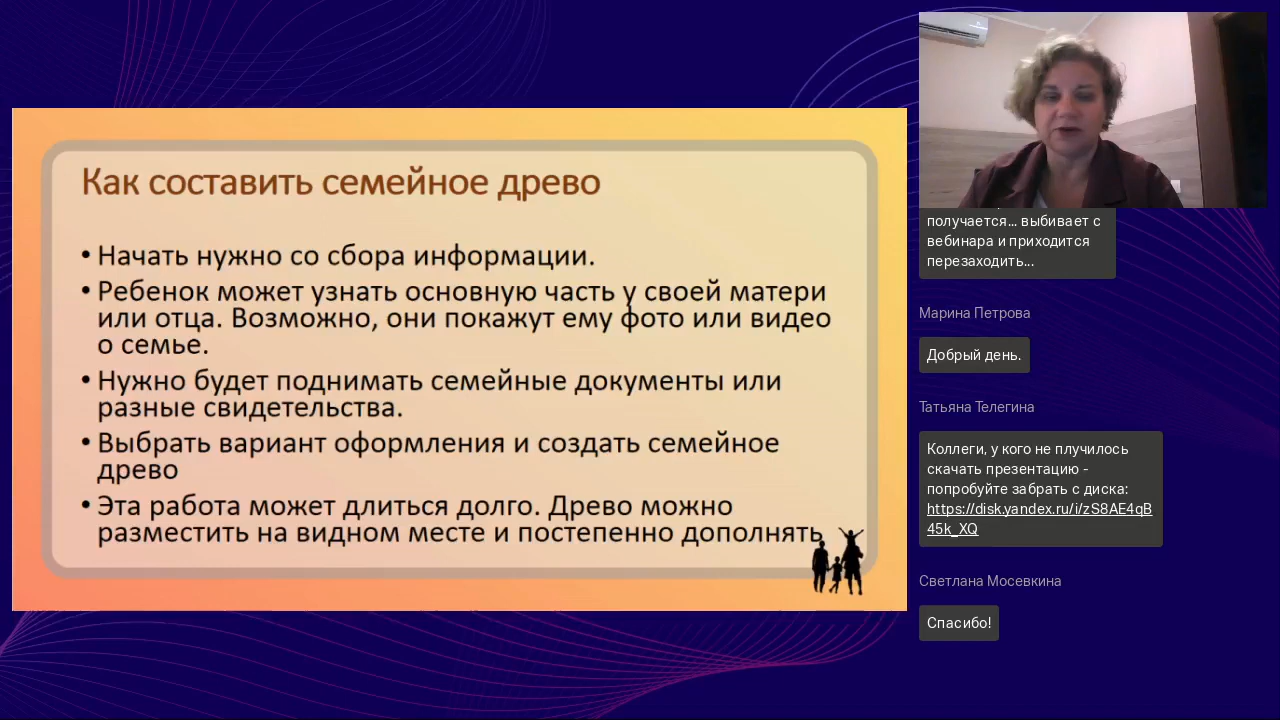 Как составить семейное древо
• Начать нужно со сбора информации.
• Ребенок может узнать основную часть у своей матери
или отца. Возможно, они покажут ему фото или видео
о семье.
• Нужно будет поднимать семейные документы или
разные свидетельства.
• Выбрать вариант оформления и создать семейное
древо
• Эта работа может длиться долго. Древо можно
разместить на видном месте и постепенно дополнять
получается... выбивает с
вебинара и приходится
перезаходить...
Марина Петрова
Добрый день.
Татьяна Телегина
Коллеги, у кого не плучилось
скачать презентацию -
попробуйте забрать с диска:
https://disk.yandex.ru/i/zS8AE4qB
45k_XQ
Светлана Мосевкина
Спасибо!